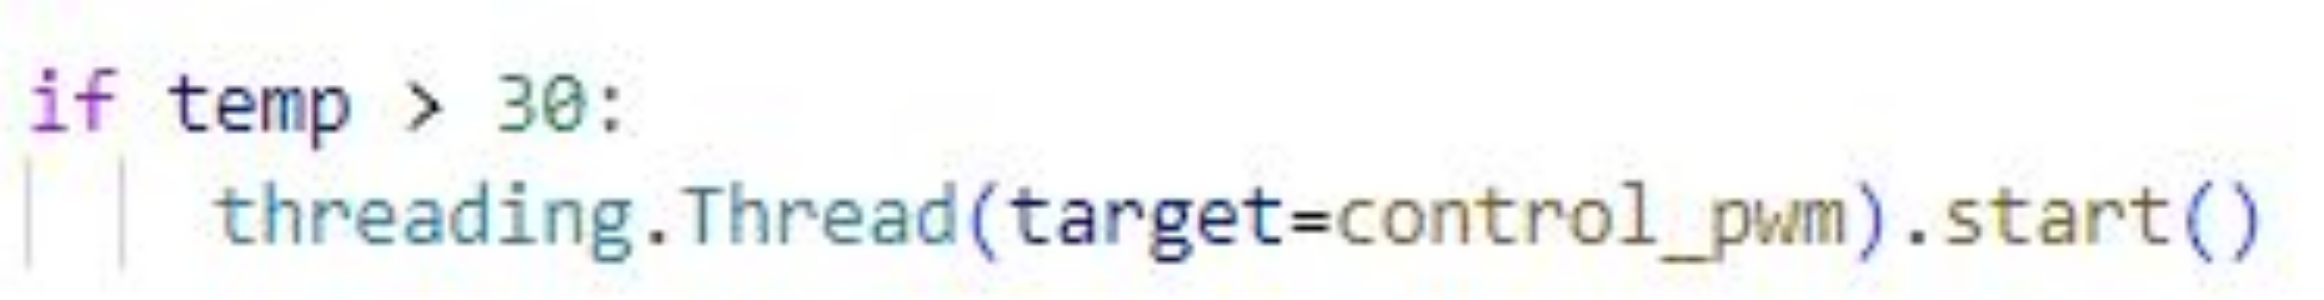 if temp > 30:
threading.Thread(target=control_pwm).start()